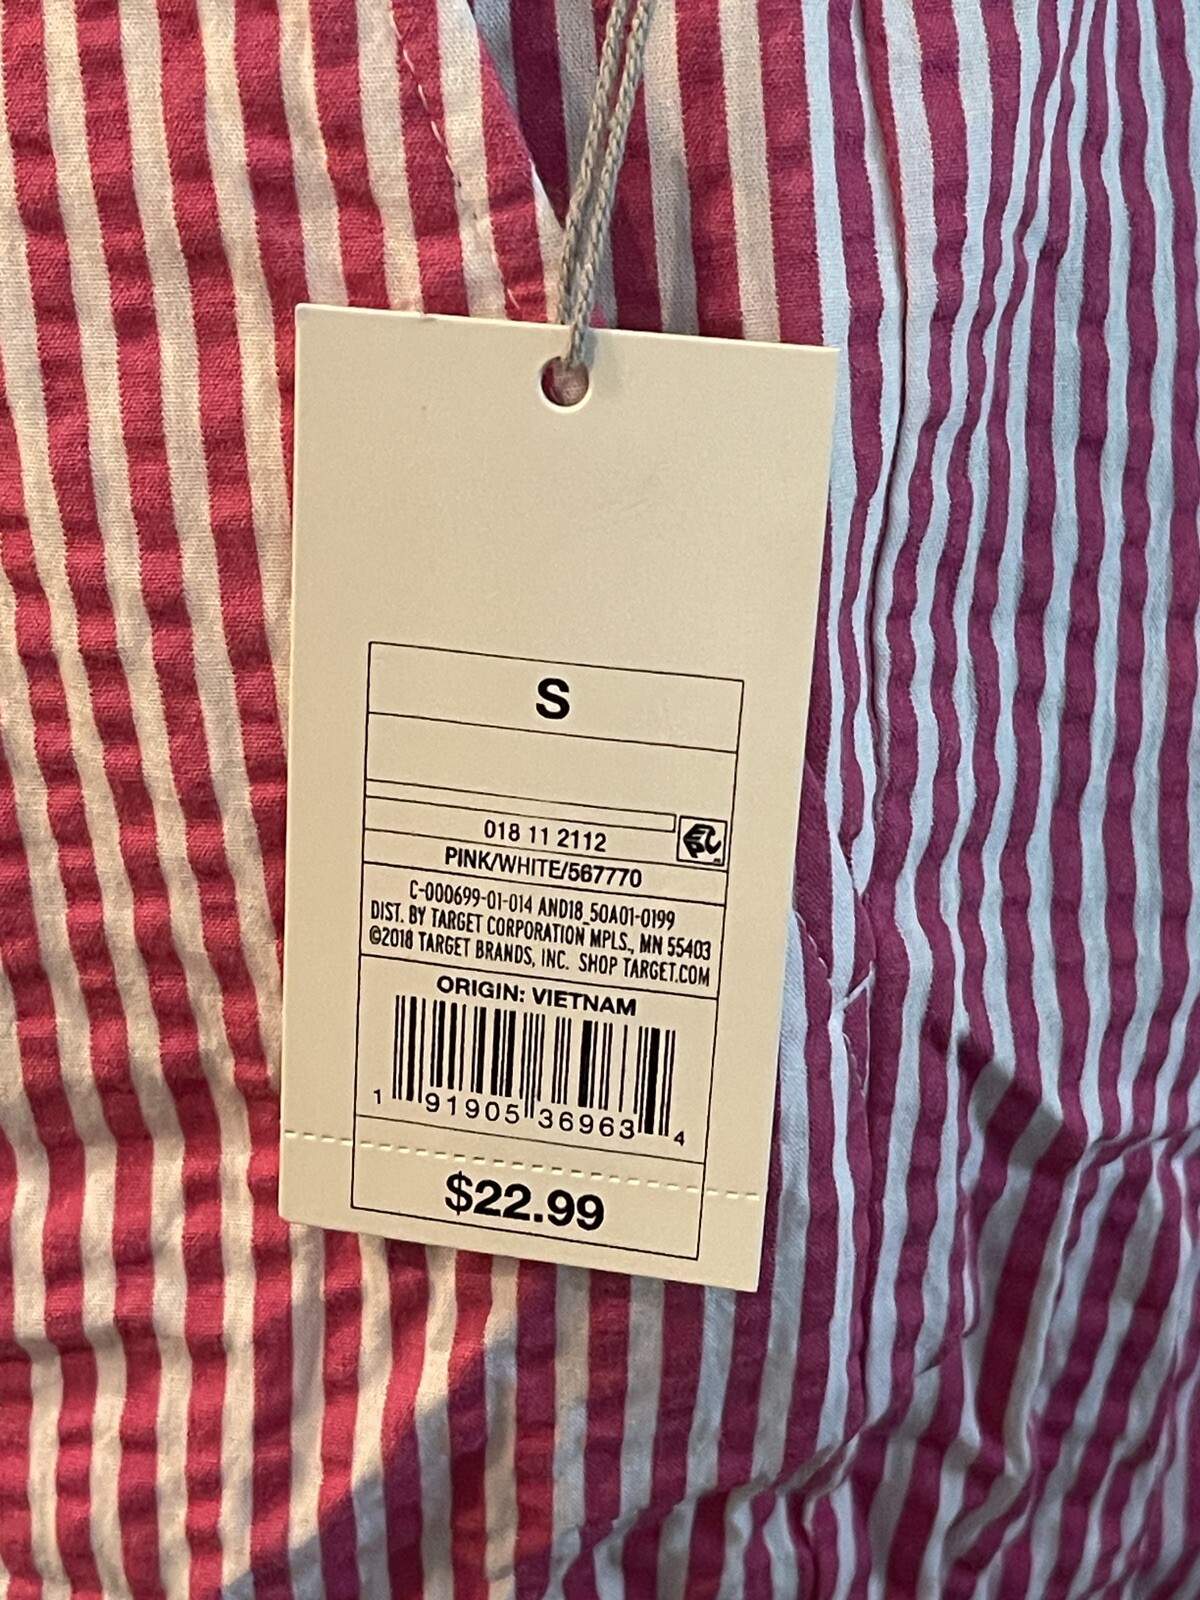 S
018 11 2112
PINK/WHITE/567770
C-000699-01-014 AND18_50A01-0199
DIST. BY TARGET CORPORATION MPLS., MN 55403
©2018 TARGET BRANDS, INC. SHOP TARGET.COM
ORIGIN: VIETNAM
1 91905 36963 4
$22.99